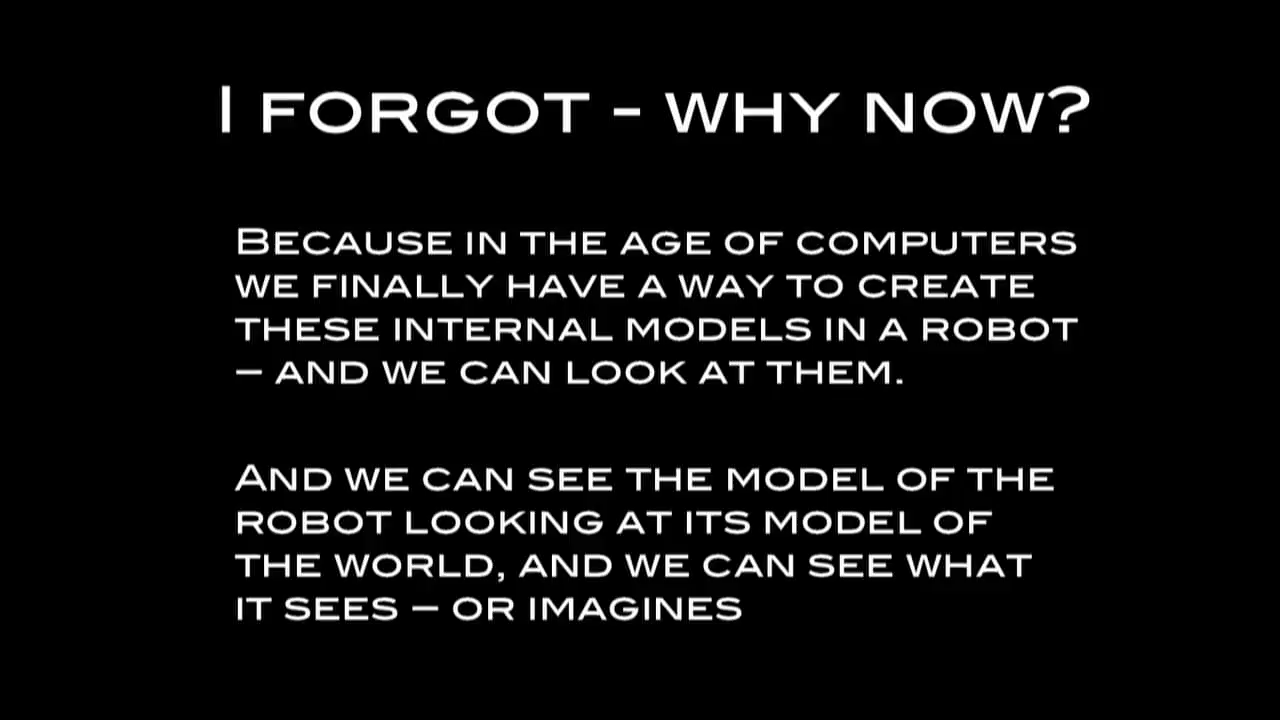 I FORGOT - WHY NOW?
BECAUSE IN THE AGE OF COMPUTERS
WE FINALLY HAVE A WAY TO CREATE
THESE INTERNAL MODELS IN A ROBOT
– AND WE CAN LOOK AT THEM.
AND WE CAN SEE THE MODEL OF THE
ROBOT LOOKING AT ITS MODEL OF
THE WORLD, AND WE CAN SEE WHAT
IT SEES – OR IMAGINES